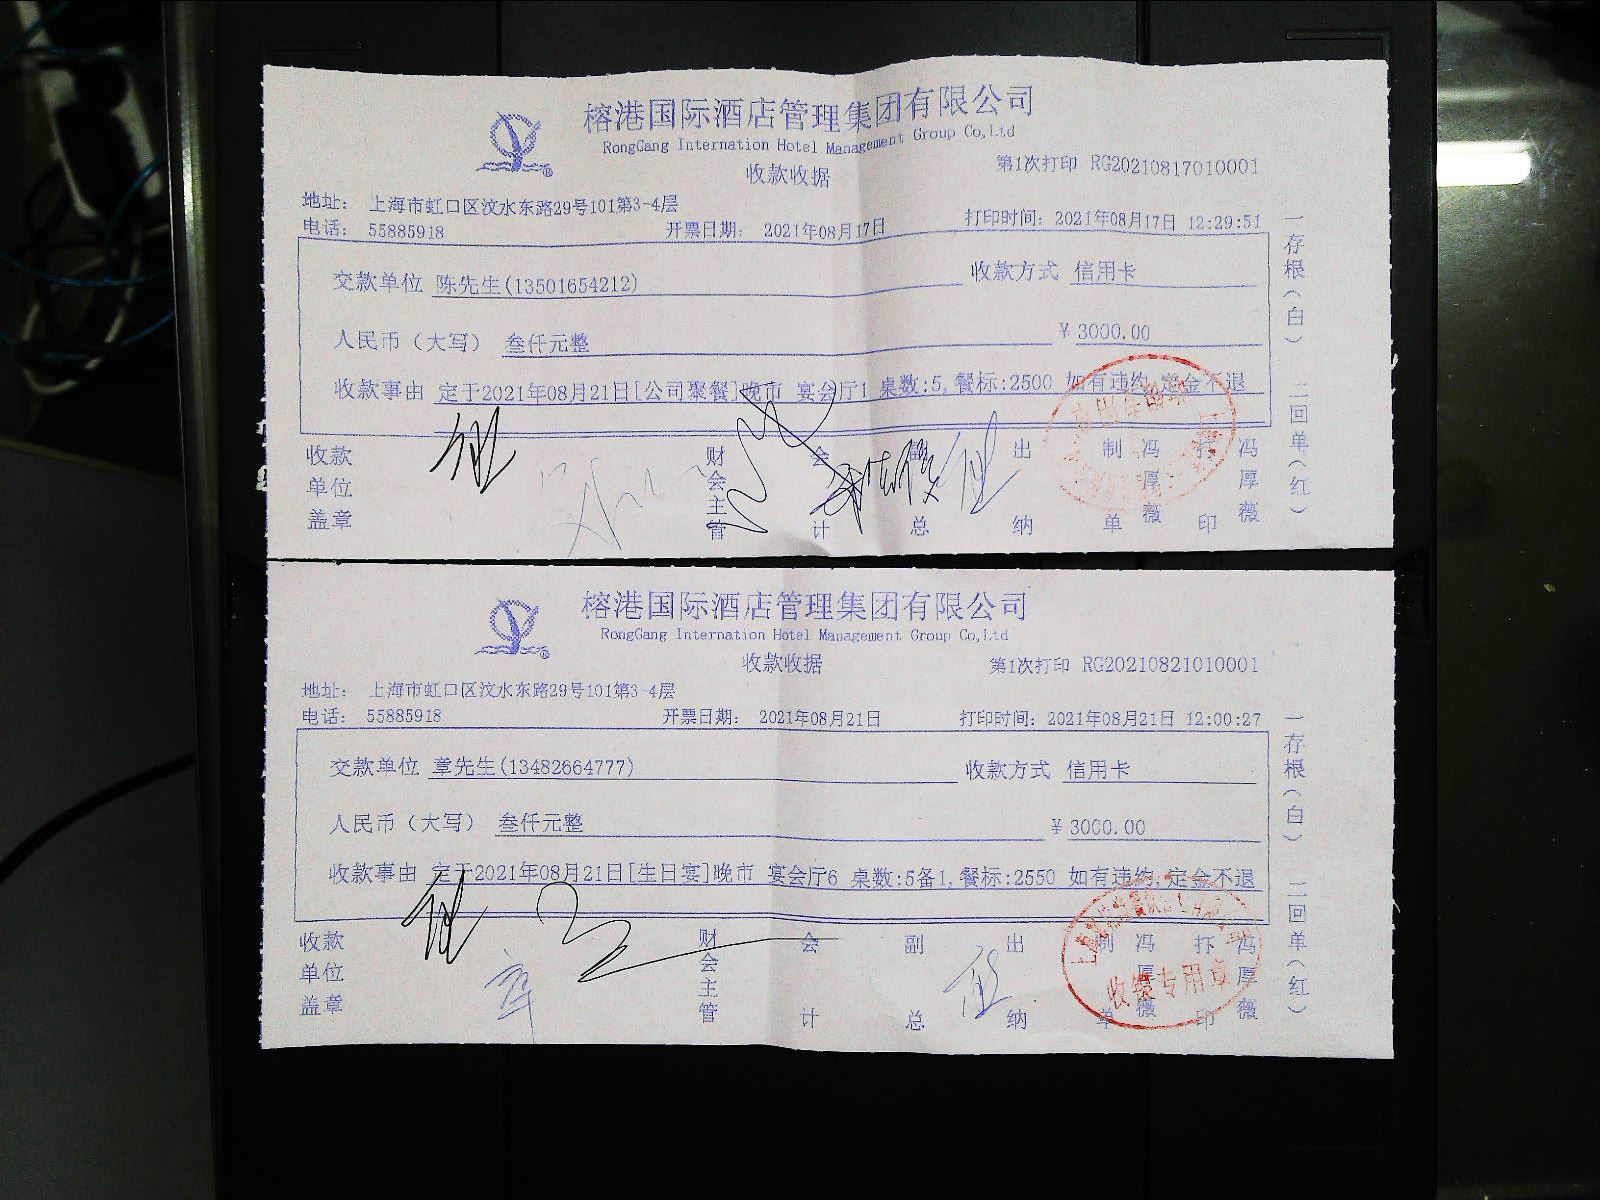 榕港国际酒店管理集团有限公司
RongGang Internation Hotel Management Group Co,Ltd
收款收据
第1次打印 RG20210817010001
地址： 上海市虹口区汶水东路29号101第3-4层
电话： 55885918 开票日期： 2021年08月17日 打印时间：2021年08月17日 12:29:51
交款单位 陈先生(13501654212) 收款方式 信用卡
人民币（大写） 叁仟元整 ¥ 3000.00
收款事由 定于2021年08月21日[公司聚餐]晚市 宴会厅1 桌数:5,餐标:2500 如有违约,定金不退
收款单位盖章 财会主管 会计 副总 出纳 制单 冯厚薇 打印 冯厚薇
一存根（白） 二回单（红）
榕港国际酒店管理集团有限公司
RongGang Internation Hotel Management Group Co,Ltd
收款收据
第1次打印 RG20210821010001
地址： 上海市虹口区汶水东路29号101第3-4层
电话： 55885918 开票日期： 2021年08月21日 打印时间：2021年08月21日 12:00:27
交款单位 章先生(13482664777) 收款方式 信用卡
人民币（大写） 叁仟元整 ¥ 3000.00
收款事由 定于2021年08月21日[生日宴]晚市 宴会厅6 桌数:5备1,餐标:2550 如有违约,定金不退
收款单位盖章 财会主管 会计 副总 出纳 制单 冯厚薇 打印 冯厚薇
收银专用章
一存根（白） 二回单（红）